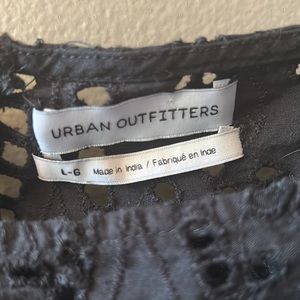 URBAN OUTFITTERS
L-G Made in India / Fabriqué en Inde